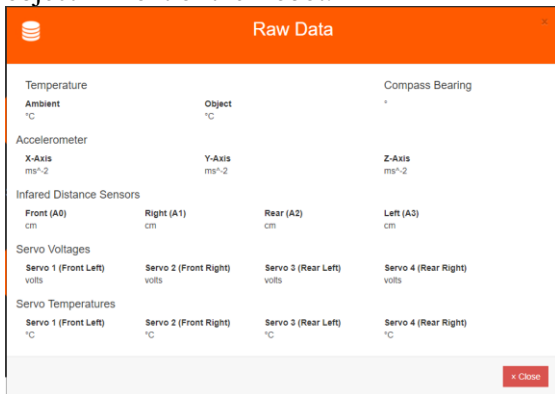 Raw Data
×
Temperature Compass Bearing
Ambient Object °
°C °C
Accelerometer
X-Axis Y-Axis Z-Axis
ms^-2 ms^-2 ms^-2
Infared Distance Sensors
Front (A0) Right (A1) Rear (A2) Left (A3)
cm cm cm cm
Servo Voltages
Servo 1 (Front Left) Servo 2 (Front Right) Servo 3 (Rear Left) Servo 4 (Rear Right)
volts volts volts volts
Servo Temperatures
Servo 1 (Front Left) Servo 2 (Front Right) Servo 3 (Rear Left) Servo 4 (Rear Right)
°C °C °C °C
× Close